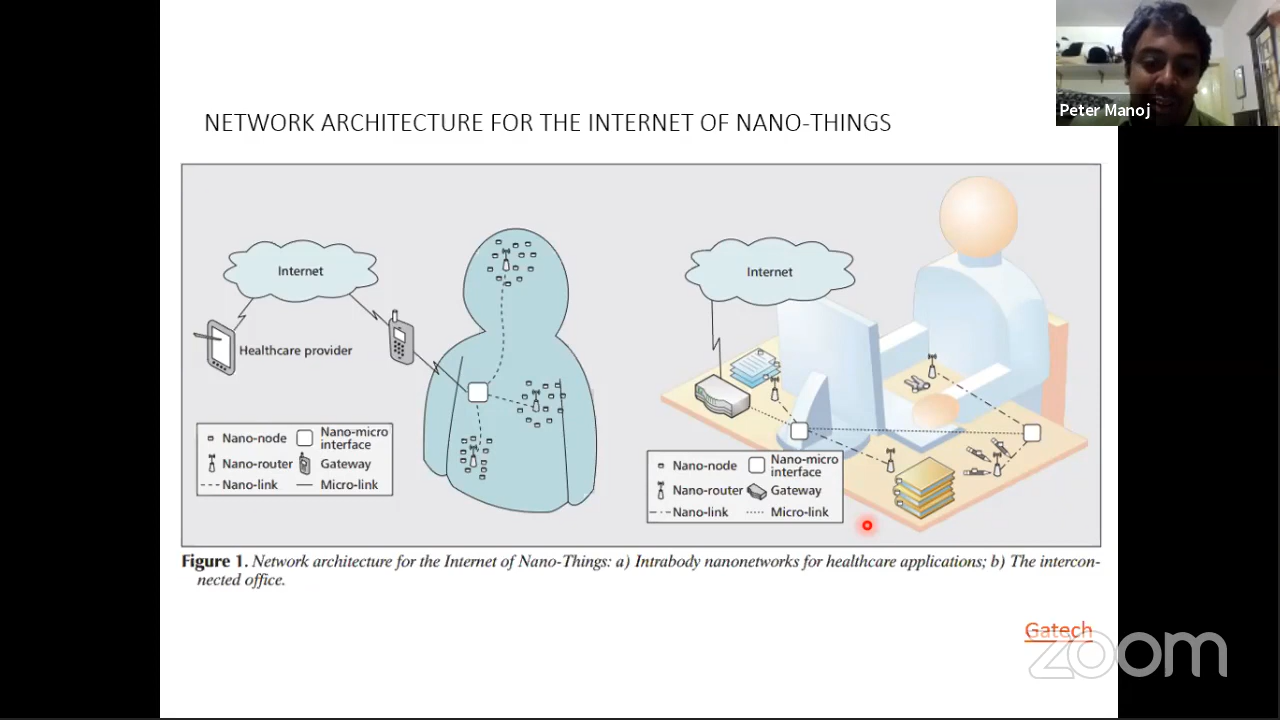 Peter Manoj
NETWORK ARCHITECTURE FOR THE INTERNET OF NANO-THINGS
Internet
Healthcare provider
Nano-node
Nano-micro
interface
Nano-router
Gateway
Nano-link
Micro-link
Internet
Nano-node
Nano-micro
interface
Nano-router
Gateway
Nano-link
Micro-link
Figure 1. Network architecture for the Internet of Nano-Things: a) Intrabody nanonetworks for healthcare applications; b) The intercon-
nected office.
Gatech
zoom